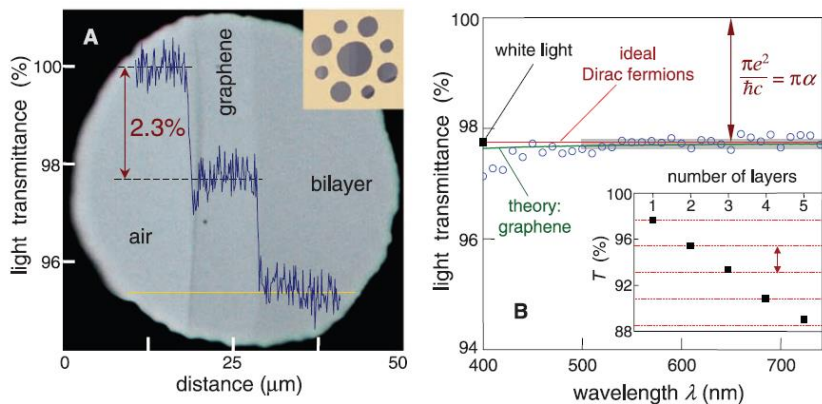 A
light transmittance (%)
100
98
96
2.3%
graphene
air
bilayer
0
25
50
distance (μm)
B
light transmittance (%)
100
98
96
94
white light
ideal
Dirac fermions
πe²/ħc = πα
theory:
graphene
number of layers
1 2 3 4 5
T (%)
100
96
92
88
400 500 600 700
wavelength λ (nm)